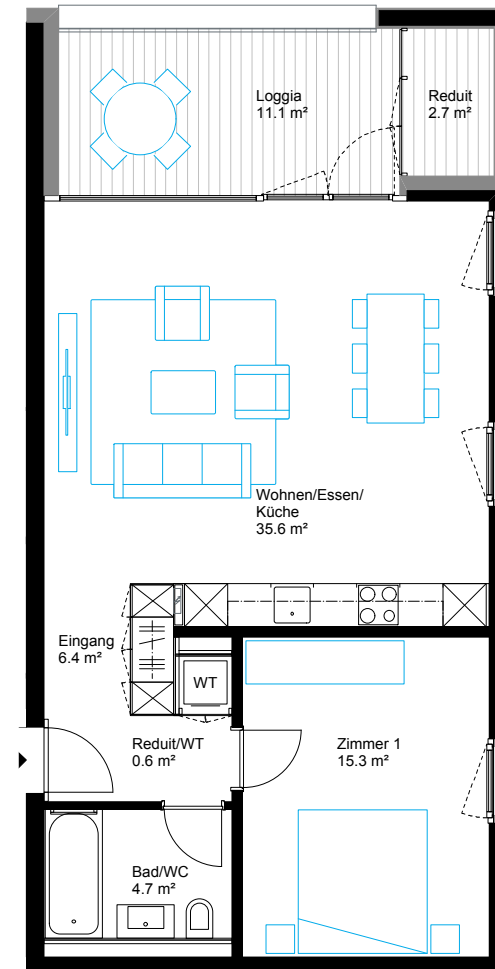 Loggia
11.1 m²
Reduit
2.7 m²
Wohnen/Essen/
Küche
35.6 m²
Eingang
6.4 m²
WT
Reduit/WT
0.6 m²
Zimmer 1
15.3 m²
Bad/WC
4.7 m²